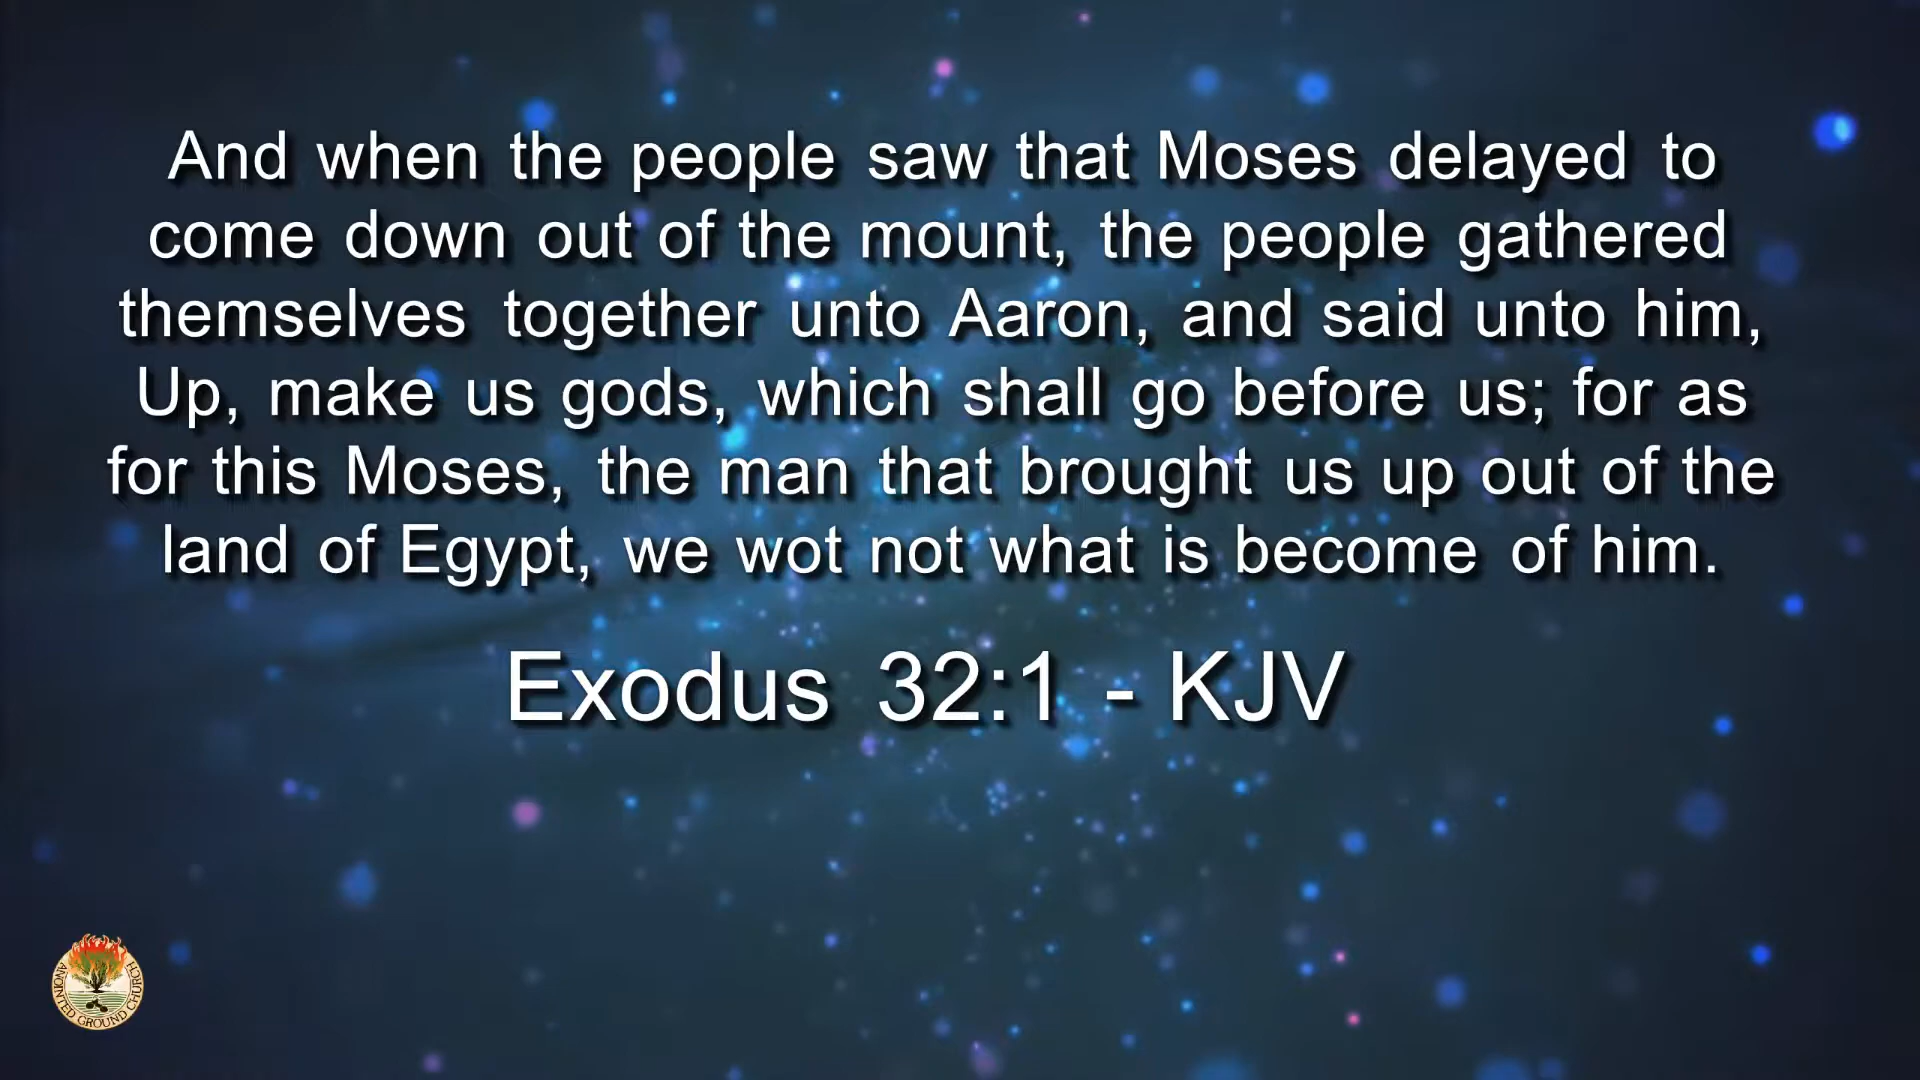 And when the people saw that Moses delayed to
come down out of the mount, the people gathered
themselves together unto Aaron, and said unto him,
Up, make us gods, which shall go before us; for as
for this Moses, the man that brought us up out of the
land of Egypt, we wot not what is become of him.
Exodus 32:1 - KJV
ANOINTED GROUND CHURCH